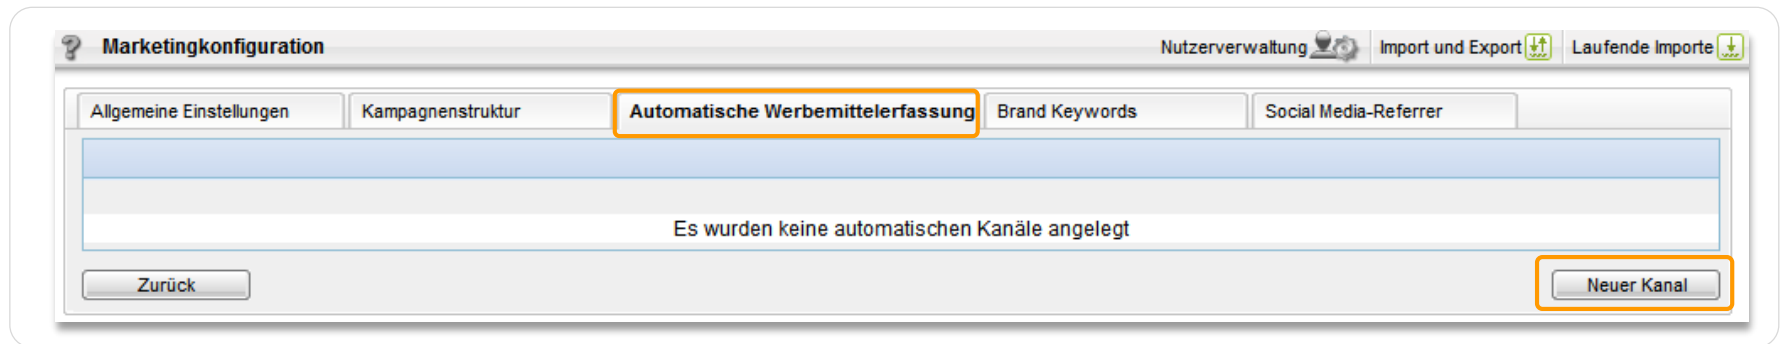 Marketingkonfiguration Nutzerverwaltung Import und Export Laufende Importe
Allgemeine Einstellungen Kampagnenstruktur Automatische Werbemittelerfassung Brand Keywords Social Media-Referrer
Es wurden keine automatischen Kanäle angelegt
Zurück Neuer Kanal